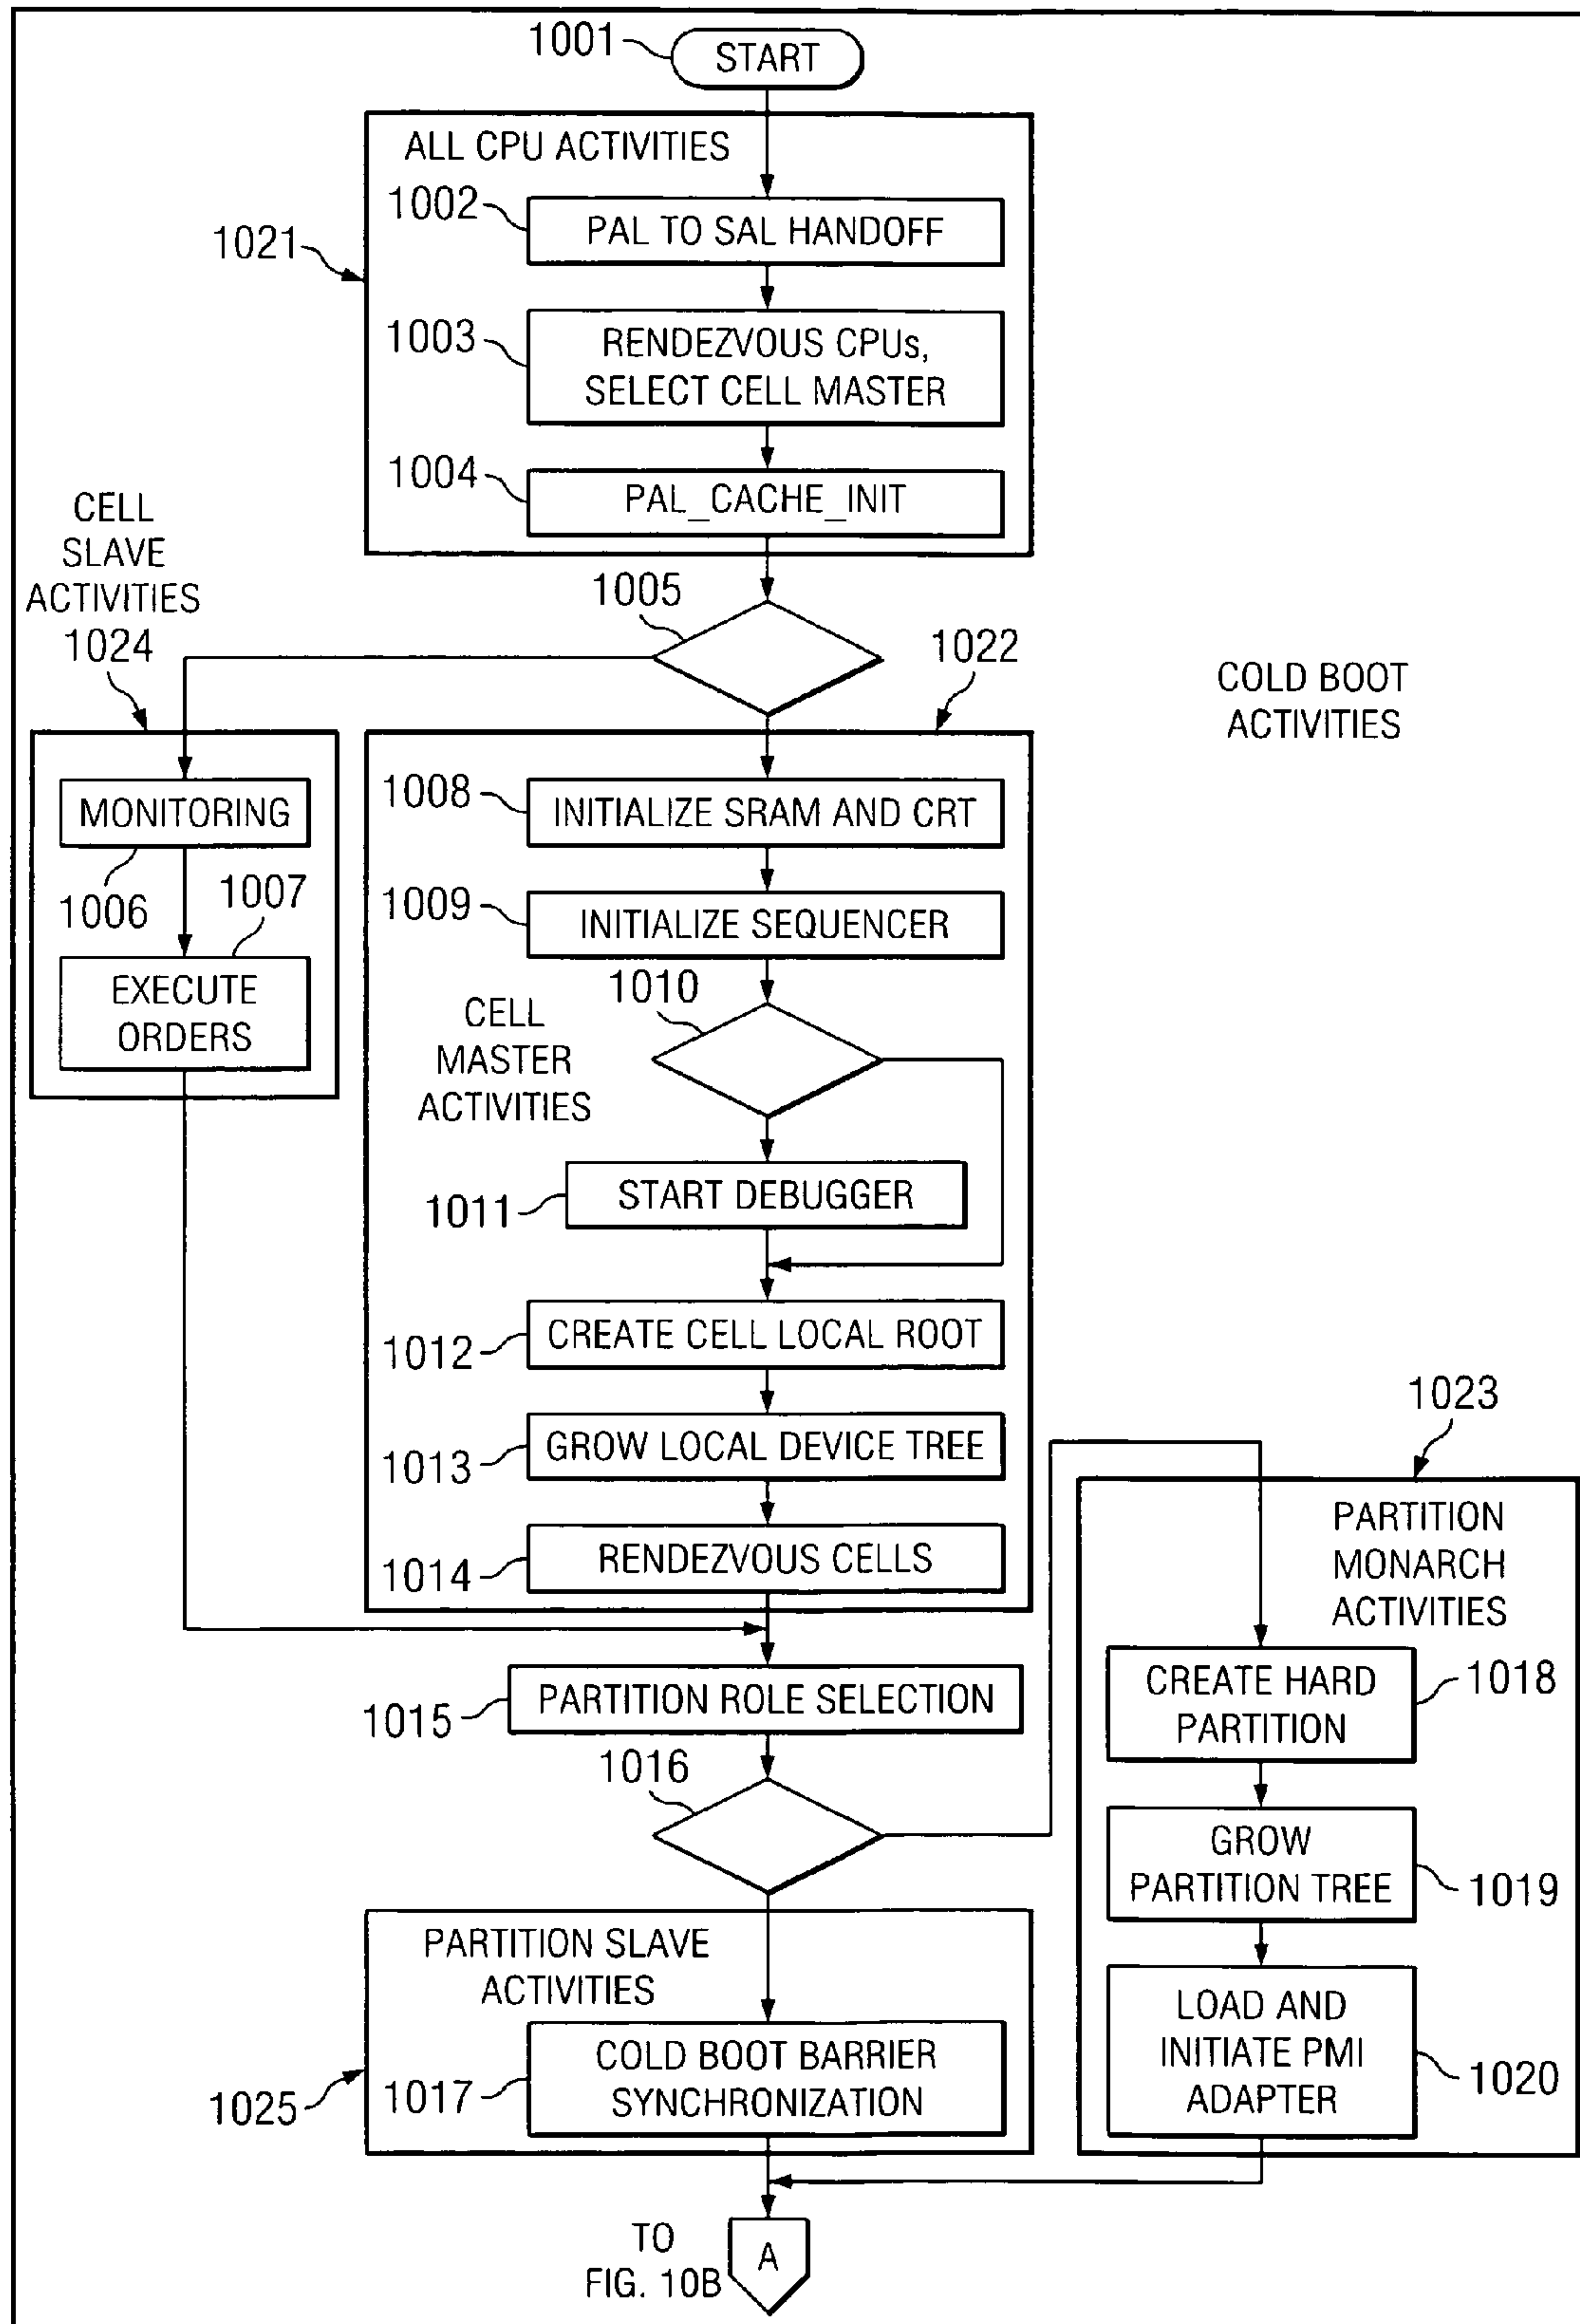 1001
START
ALL CPU ACTIVITIES
1002
PAL TO SAL HANDOFF
1021
1003
RENDEZVOUS CPUs,
SELECT CELL MASTER
1004
PAL_CACHE_INIT
CELL
SLAVE
ACTIVITIES
1024
1005
1022
COLD BOOT
ACTIVITIES
MONITORING
1006
1007
EXECUTE
ORDERS
1008
INITIALIZE SRAM AND CRT
1009
INITIALIZE SEQUENCER
1010
CELL
MASTER
ACTIVITIES
START DEBUGGER
1011
CREATE CELL LOCAL ROOT
1012
GROW LOCAL DEVICE TREE
1013
RENDEZVOUS CELLS
1014
1023
PARTITION
MONARCH
ACTIVITIES
PARTITION ROLE SELECTION
1015
1016
CREATE HARD
PARTITION
1018
GROW
PARTITION TREE
1019
LOAD AND
INITIATE PMI
ADAPTER
1020
PARTITION SLAVE
ACTIVITIES
COLD BOOT BARRIER
SYNCHRONIZATION
1017
1025
TO
FIG. 10B
A